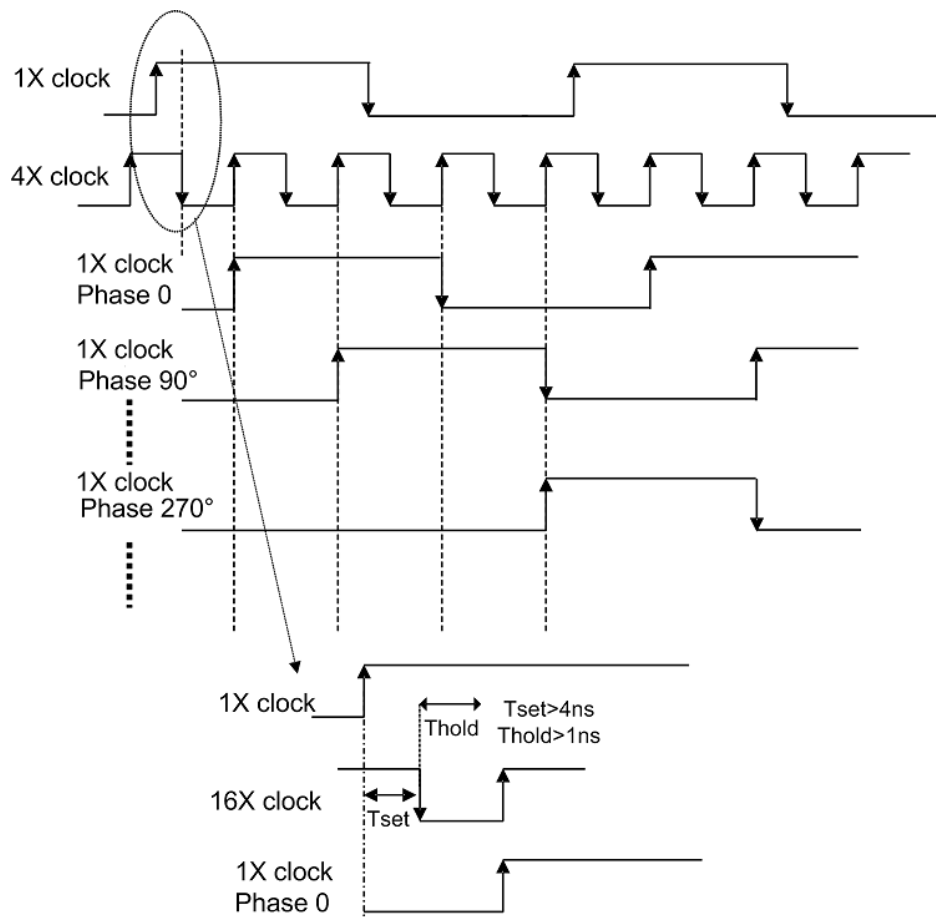 1X clock
4X clock
1X clock
Phase 0
1X clock
Phase 90°
1X clock
Phase 270°
1X clock
Thold
Tset>4ns
Thold>1ns
16X clock
Tset
1X clock
Phase 0